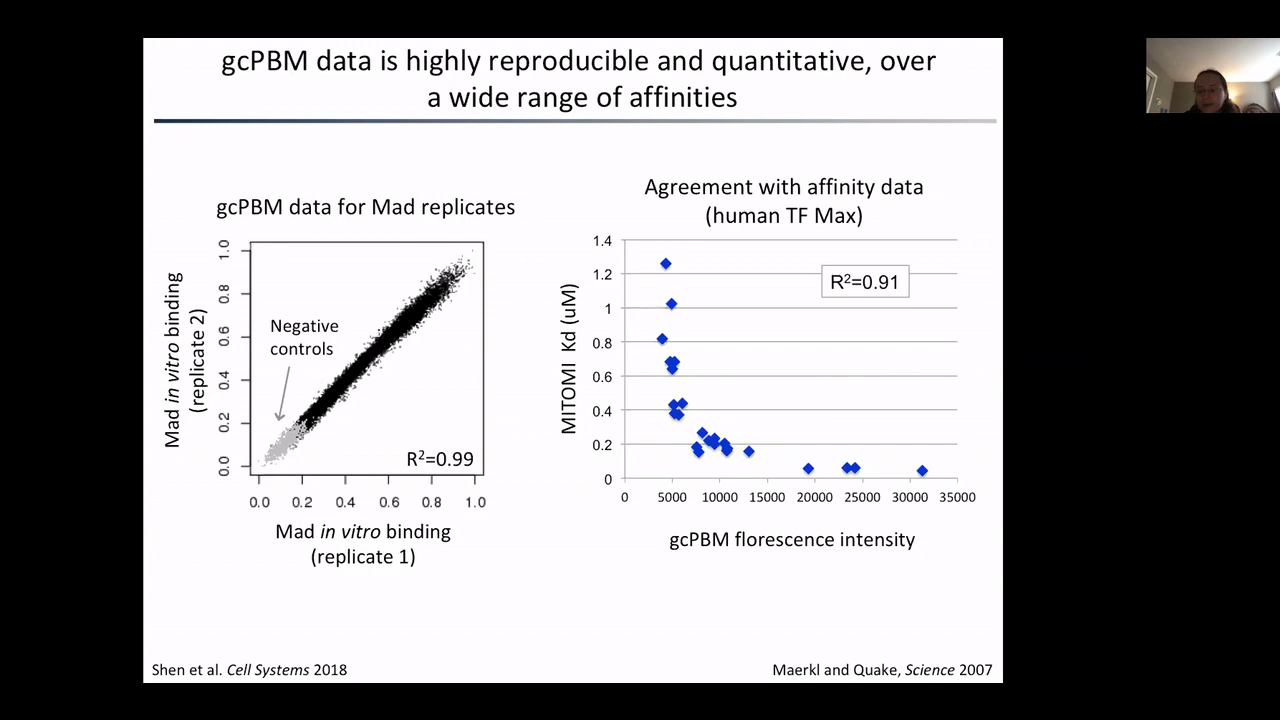 gcPBM data is highly reproducible and quantitative, over
a wide range of affinities
gcPBM data for Mad replicates
Mad in vitro binding
(replicate 2)
1.0
0.8
0.6
0.4
0.2
0.0
Negative
controls
R²=0.99
0.0 0.2 0.4 0.6 0.8 1.0
Mad in vitro binding
(replicate 1)
Agreement with affinity data
(human TF Max)
MITOMI Kd (uM)
1.4
1.2
1
0.8
0.6
0.4
0.2
0
R²=0.91
0 5000 10000 15000 20000 25000 30000 35000
gcPBM florescence intensity
Shen et al. Cell Systems 2018
Maerkl and Quake, Science 2007